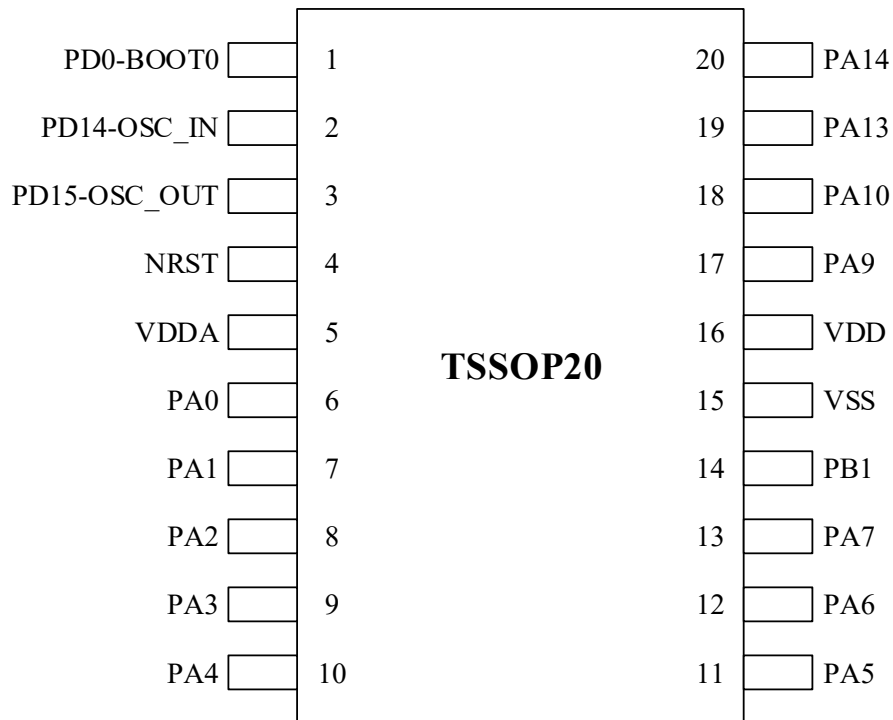 PD0-BOOT0 1 20 PA14
PD14-OSC_IN 2 19 PA13
PD15-OSC_OUT 3 18 PA10
NRST 4 17 PA9
VDDA 5 16 VDD
TSSOP20
PA0 6 15 VSS
PA1 7 14 PB1
PA2 8 13 PA7
PA3 9 12 PA6
PA4 10 11 PA5